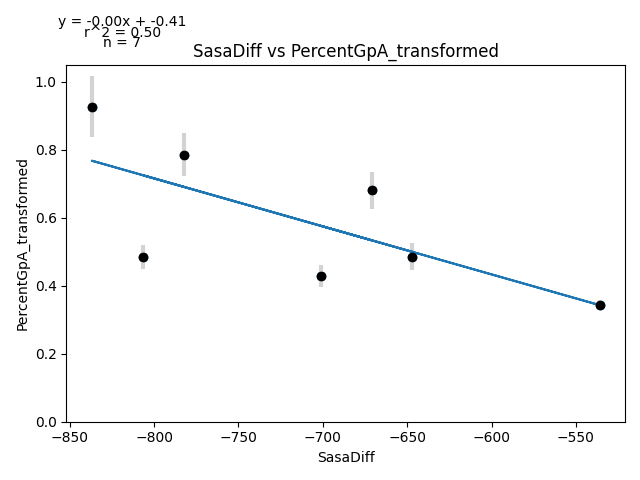 y = -0.00x + -0.41
r^2 = 0.50
n = 7
SasaDiff vs PercentGpA_transformed
PercentGpA_transformed
1.0
0.8
0.6
0.4
0.2
0.0
−850
−800
−750
−700
−650
−600
−550
SasaDiff